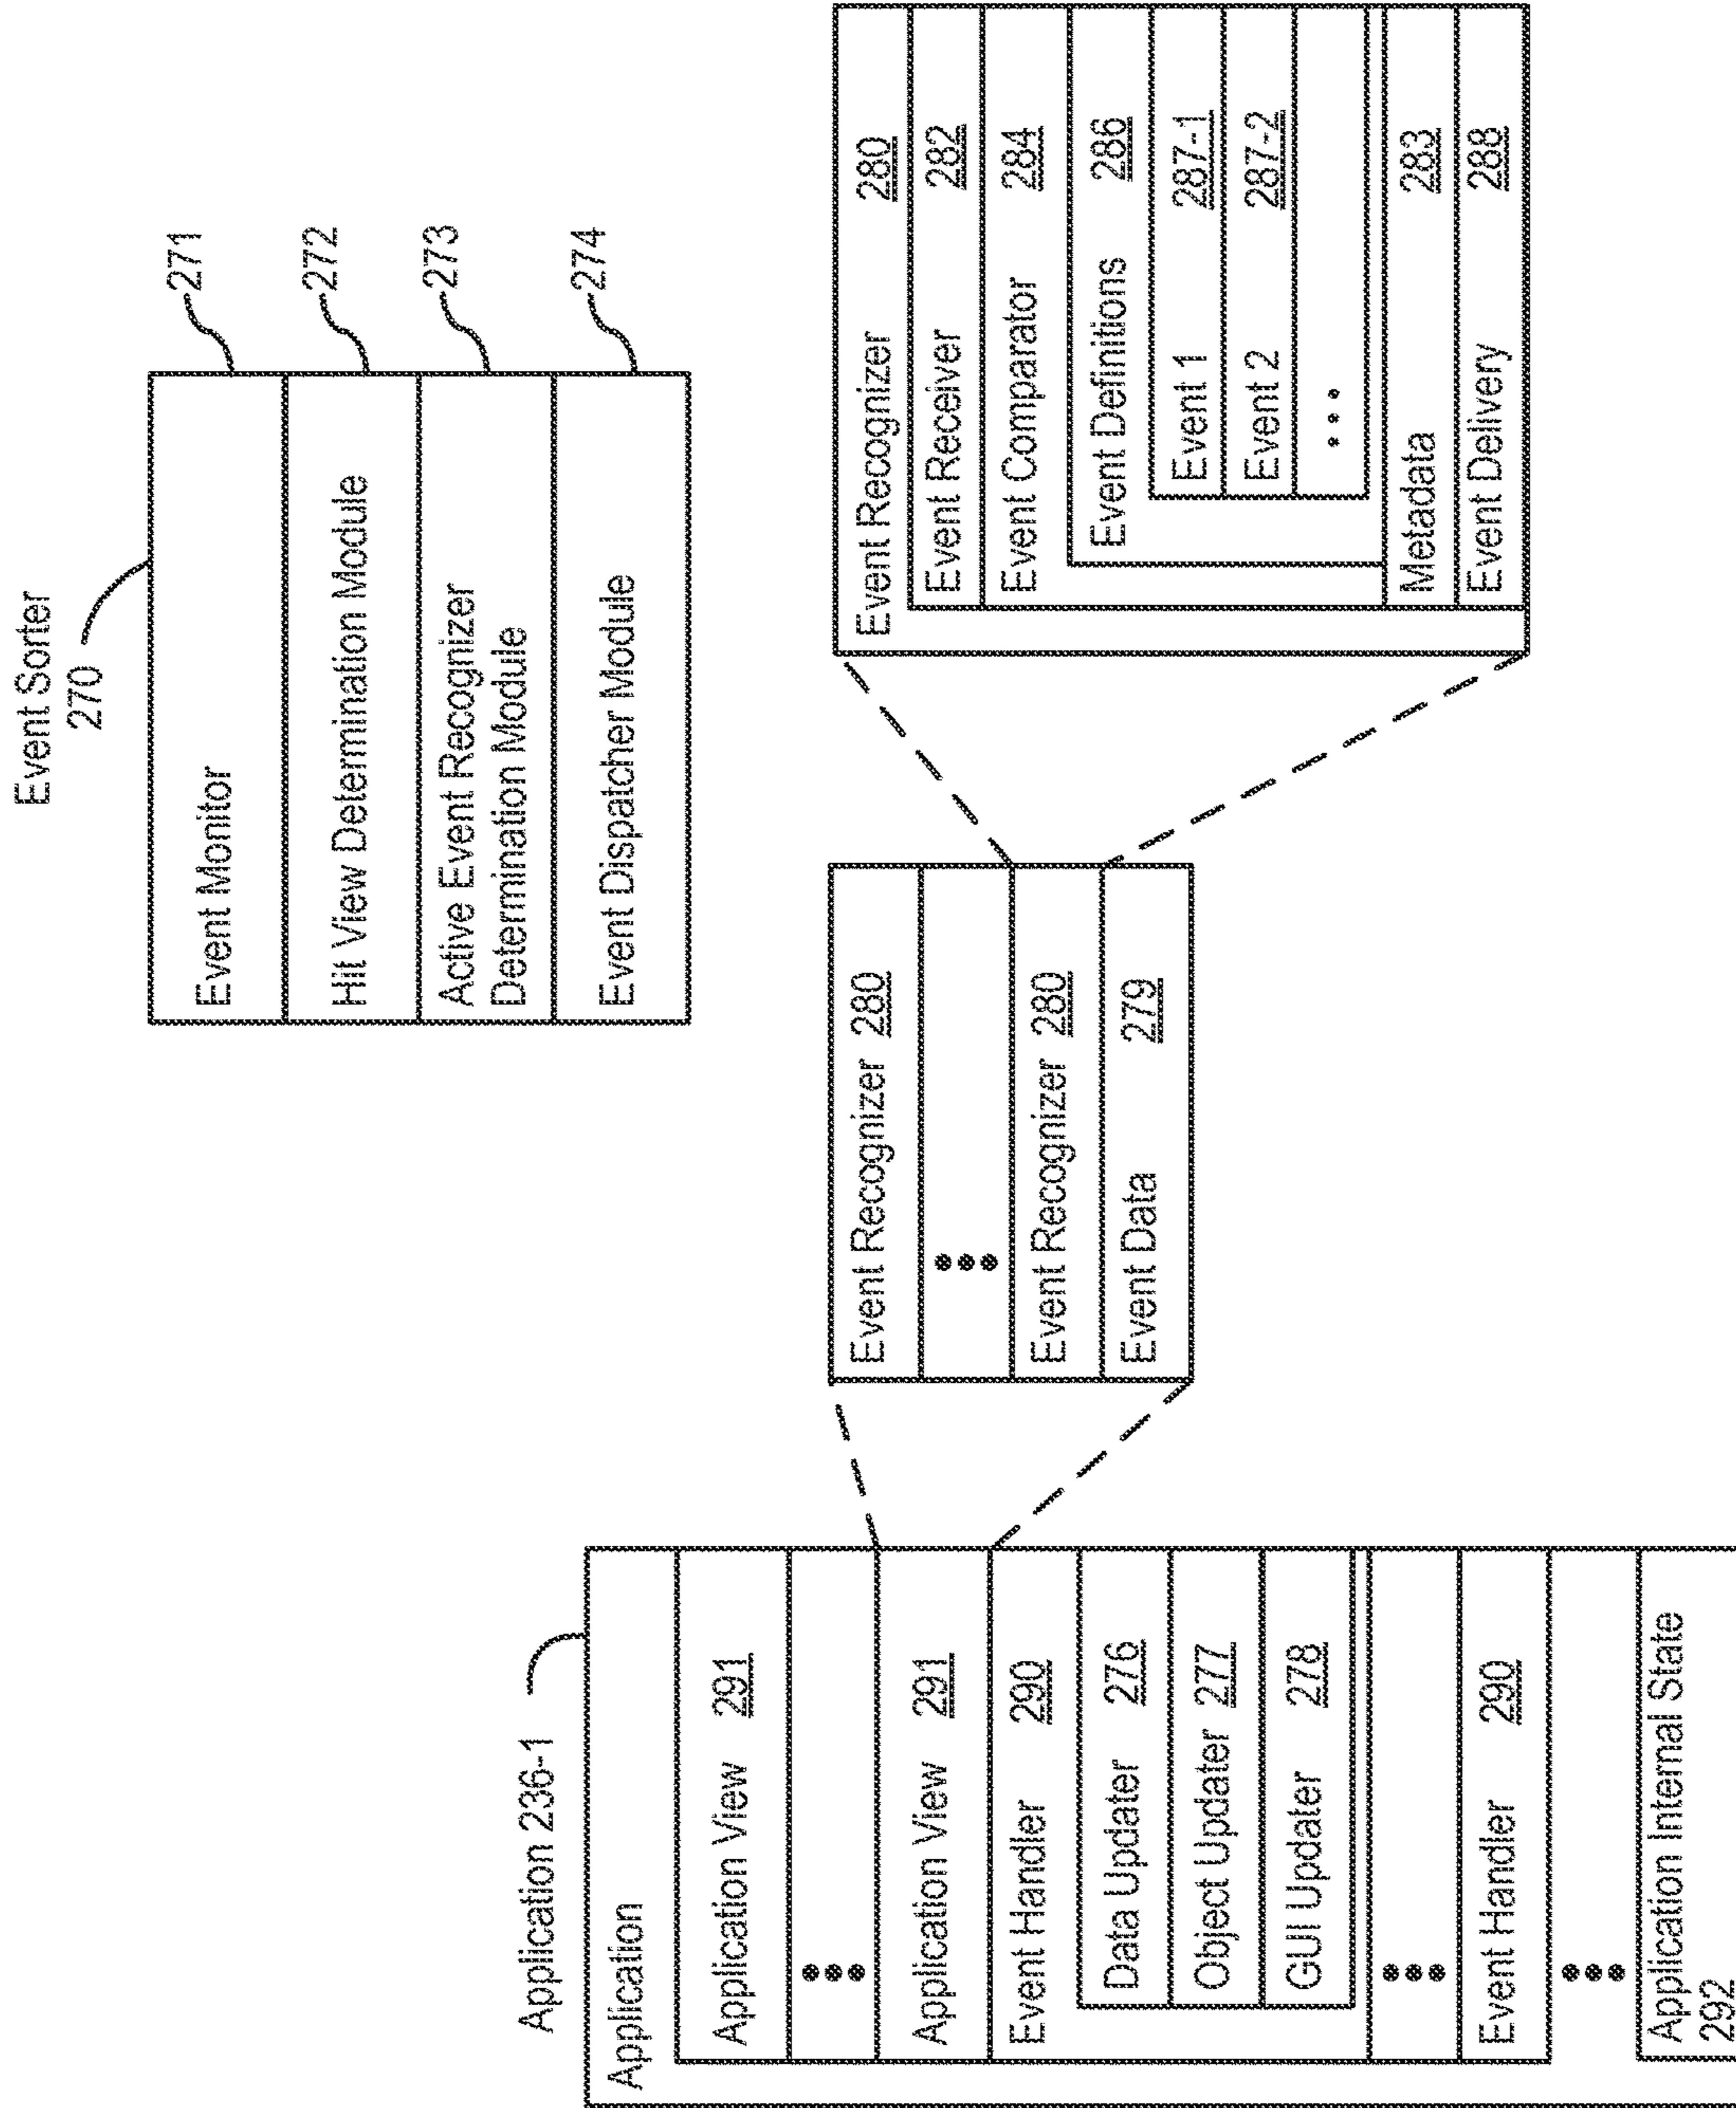 Event Sorter
270
Event Monitor
271
Hit View Determination Module
272
Active Event Recognizer
Determination Module
273
Event Dispatcher Module
274
Application 236-1
Application
Application View 291
Application View 291
Event Handler 290
Data Updater 276
Object Updater 277
GUI Updater 278
Event Handler 290
Application Internal State
292
Event Recognizer 280
Event Recognizer 280
Event Data 279
Event Recognizer 280
Event Receiver 282
Event Comparator 284
Event Definitions 286
Event 1 287-1
Event 2 287-2
Metadata 283
Event Delivery 288